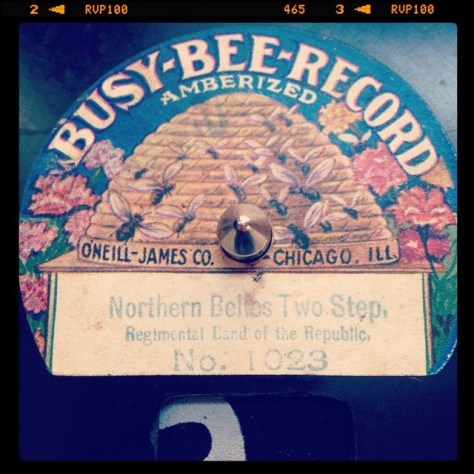 2 RVP100 465 3 RVP100
BUSY-BEE-RECORD
AMBERIZED
ONEILL-JAMES CO. CHICAGO, ILL.
Northern Belles Two Step.
Regimental Band of the Republic.
No. 1023